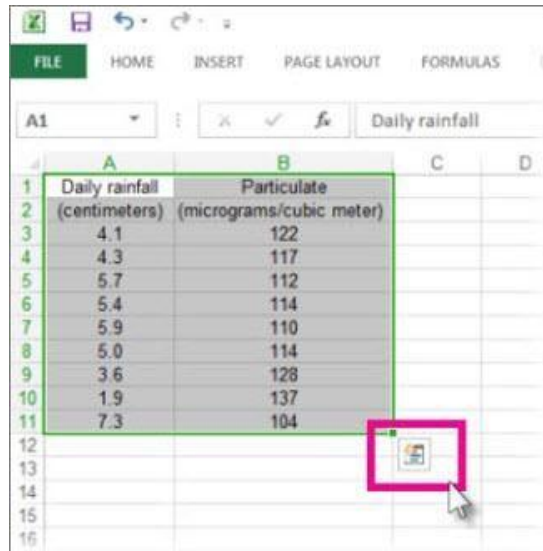 FILE HOME INSERT PAGE LAYOUT FORMULAS
A1 fx Daily rainfall
A B C D
1 Daily rainfall Particulate
2 (centimeters) (micrograms/cubic meter)
3 4.1 122
4 4.3 117
5 5.7 112
6 5.4 114
7 5.9 110
8 5.0 114
9 3.6 128
10 1.9 137
11 7.3 104
12
13
14
15
16